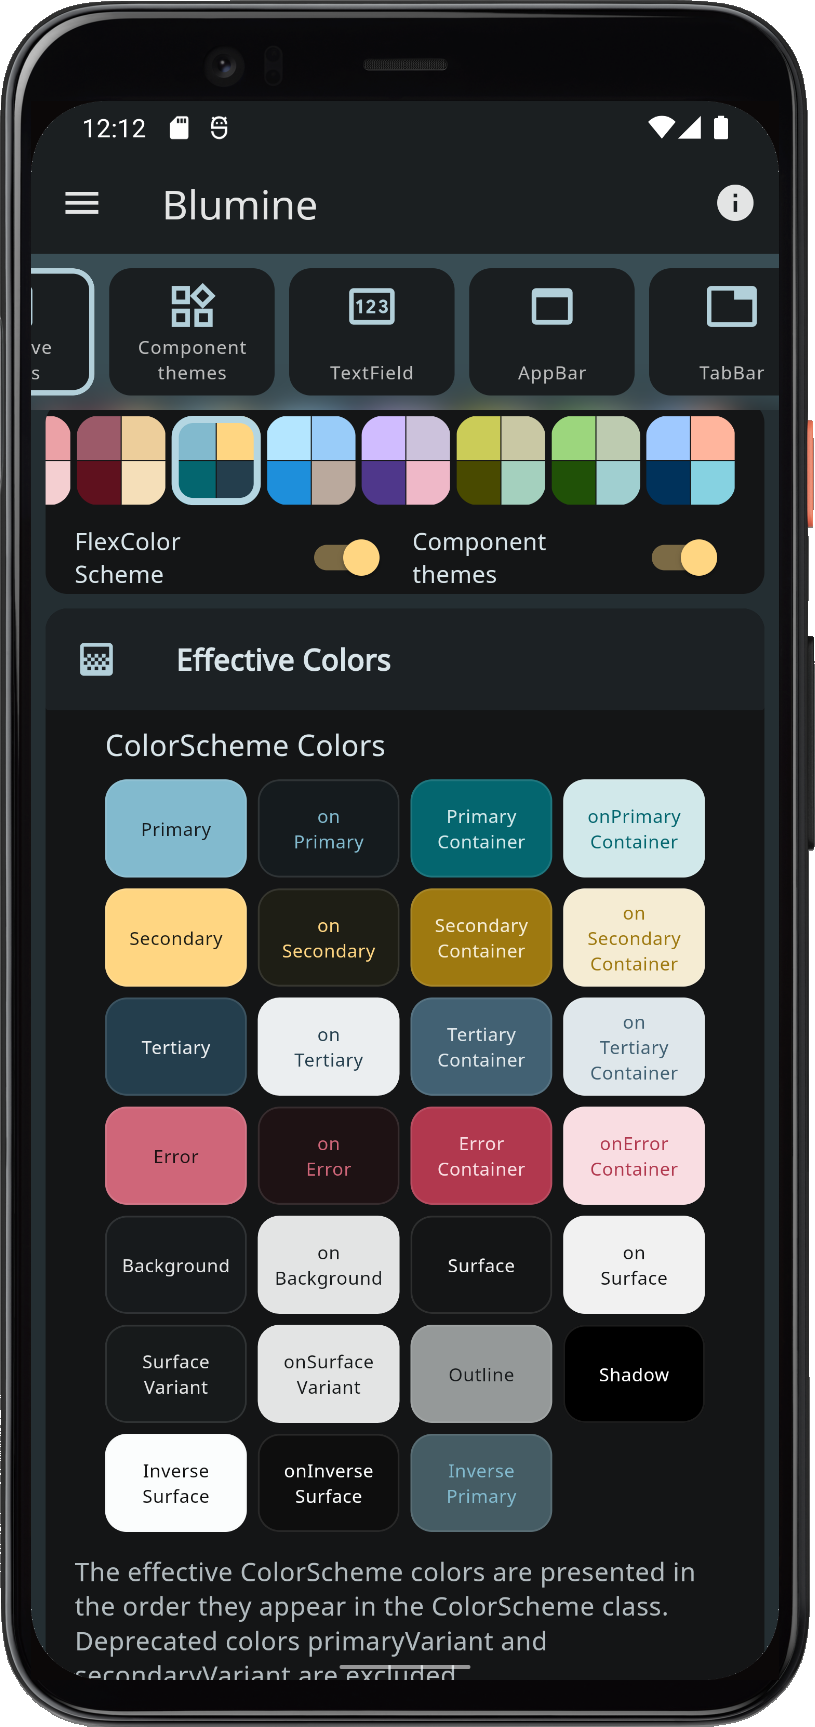 12:12
Blumine
ve
s
Component
themes
123
TextField
AppBar
TabBar
FlexColor
Scheme
Component
themes
Effective Colors
ColorScheme Colors
Primary
on
Primary
Primary
Container
onPrimary
Container
Secondary
on
Secondary
Secondary
Container
on
Secondary
Container
Tertiary
on
Tertiary
Tertiary
Container
on
Tertiary
Container
Error
on
Error
Error
Container
onError
Container
Background
on
Background
Surface
on
Surface
Surface
Variant
onSurface
Variant
Outline
Shadow
Inverse
Surface
onInverse
Surface
Inverse
Primary
The effective ColorScheme colors are presented in
the order they appear in the ColorScheme class.
Deprecated colors primaryVariant and
secondaryVariant are excluded